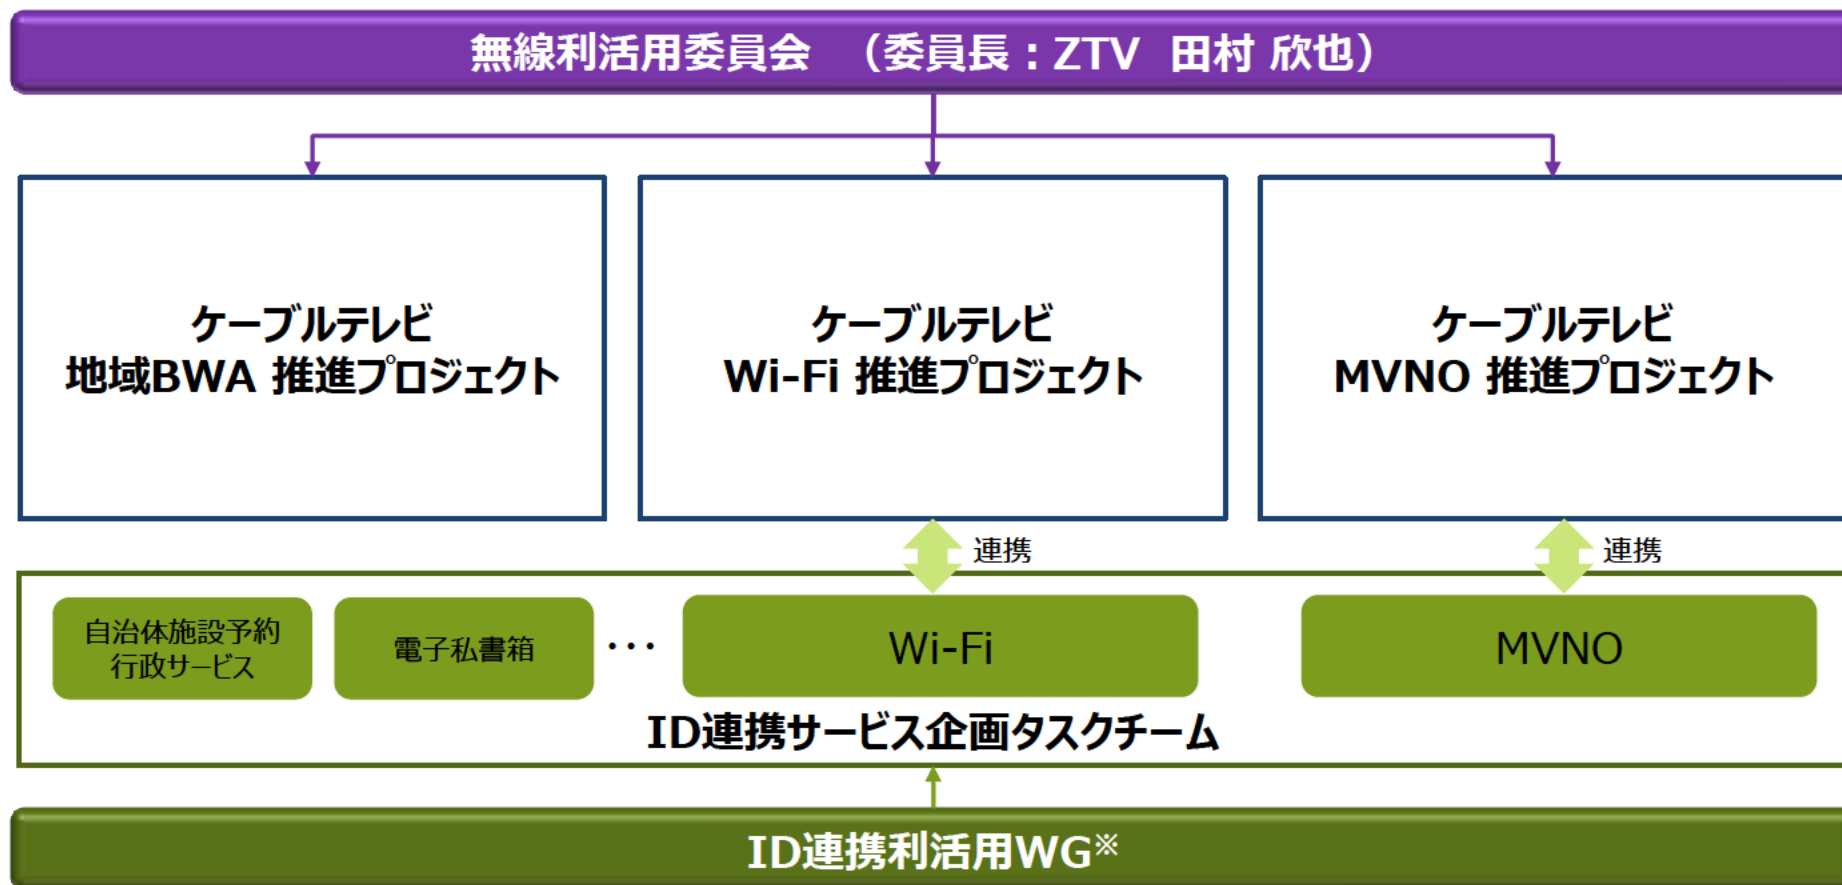 無線利活用委員会 （委員長：ZTV 田村 欣也）
ケーブルテレビ
地域BWA 推進プロジェクト
ケーブルテレビ
Wi-Fi 推進プロジェクト
ケーブルテレビ
MVNO 推進プロジェクト
連携
連携
自治体施設予約
行政サービス
電子私書箱
・・・
Wi-Fi
MVNO
ID連携サービス企画タスクチーム
ID連携利活用WG※